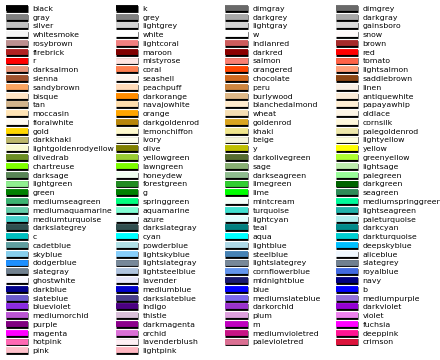 black k dimgray dimgrey
gray grey darkgrey darkgray
silver lightgrey lightgray gainsboro
whitesmoke white w snow
rosybrown lightcoral indianred brown
firebrick maroon darkred red
r mistyrose salmon tomato
darksalmon coral orangered lightsalmon
sienna seashell chocolate saddlebrown
sandybrown peachpuff peru linen
bisque darkorange burlywood antiquewhite
tan navajowhite blanchedalmond papayawhip
moccasin orange wheat oldlace
floralwhite darkgoldenrod goldenrod cornsilk
gold lemonchiffon khaki palegoldenrod
darkkhaki ivory beige lightyellow
lightgoldenrodyellow olive y yellow
olivedrab yellowgreen darkolivegreen greenyellow
chartreuse lawngreen sage lightsage
darksage honeydew darkseagreen palegreen
lightgreen forestgreen limegreen darkgreen
green g lime seagreen
mediumseagreen springgreen mintcream mediumspringgreen
mediumaquamarine aquamarine turquoise lightseagreen
mediumturquoise azure lightcyan paleturquoise
darkslategrey darkslategray teal darkcyan
c cyan aqua darkturquoise
cadetblue powderblue lightblue deepskyblue
skyblue lightskyblue steelblue aliceblue
dodgerblue lightslategray lightslategrey slategrey
slategray lightsteelblue cornflowerblue royalblue
ghostwhite lavender midnightblue navy
darkblue mediumblue blue b
slateblue darkslateblue mediumslateblue mediumpurple
blueviolet indigo darkorchid darkviolet
mediumorchid thistle plum violet
purple darkmagenta m fuchsia
magenta orchid mediumvioletred deeppink
hotpink lavenderblush palevioletred crimson
pink lightpink